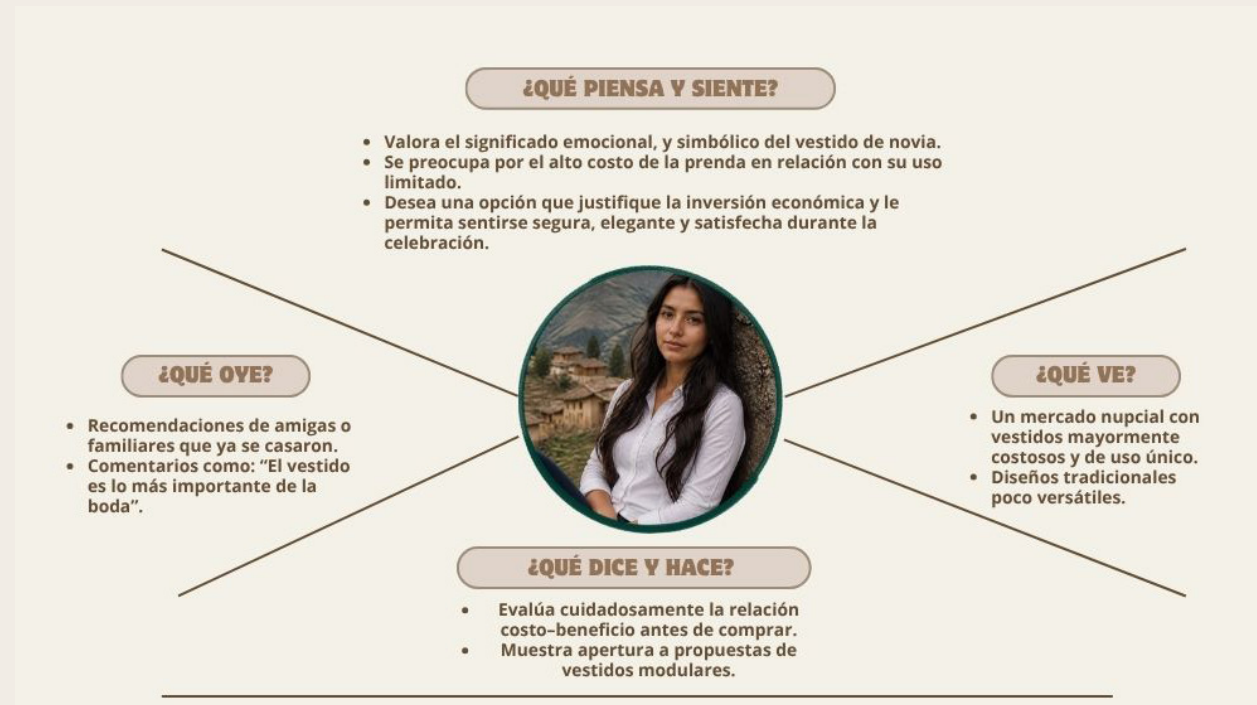 ¿QUÉ PIENSA Y SIENTE?
• Valora el significado emocional, y simbólico del vestido de novia.
• Se preocupa por el alto costo de la prenda en relación con su uso
limitado.
• Desea una opción que justifique la inversión económica y le
permita sentirse segura, elegante y satisfecha durante la
celebración.
¿QUÉ OYE?
• Recomendaciones de amigas o
familiares que ya se casaron.
• Comentarios como: “El vestido
es lo más importante de la
boda”.
¿QUÉ VE?
• Un mercado nupcial con
vestidos mayormente
costosos y de uso único.
• Diseños tradicionales
poco versátiles.
¿QUÉ DICE Y HACE?
• Evalúa cuidadosamente la relación
costo–beneficio antes de comprar.
• Muestra apertura a propuestas de
vestidos modulares.